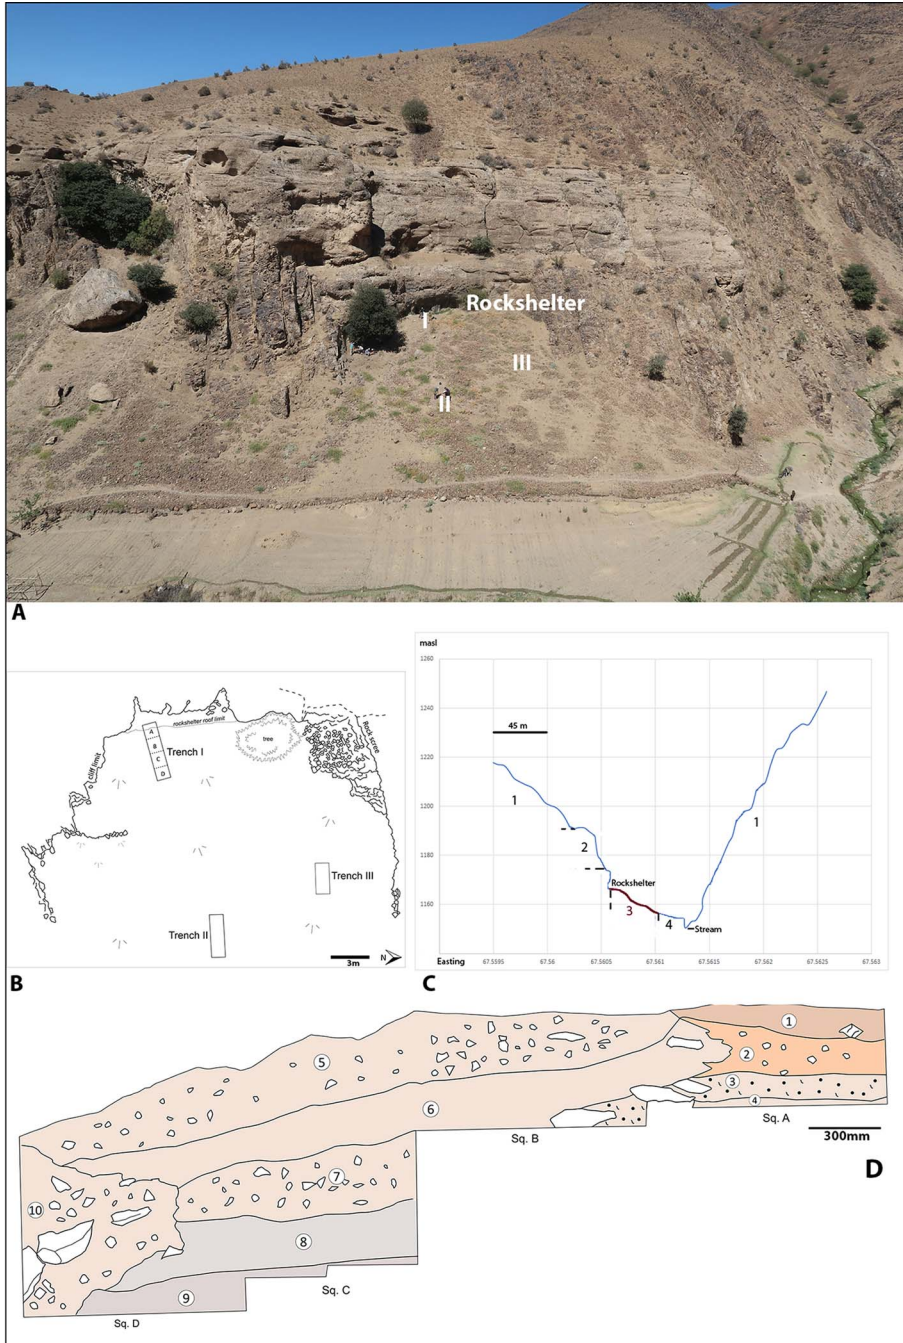 Rockshelter
I
III
II
A
rockshelter roof limit
A
B
C
D
Trench I
tree
cliff limit
Rock scree
Trench III
Trench II
3m
N
B
masl
1260
1240
1220
1200
1180
1160
45 m
1
1
2
Rockshelter
3
4
Stream
Easting
67.5595
67.56
67.5605
67.561
67.5615
67.562
67.5625
67.563
C
1
5
2
3
4
6
Sq. A
Sq. B
300mm
D
7
10
8
Sq. C
9
Sq. D